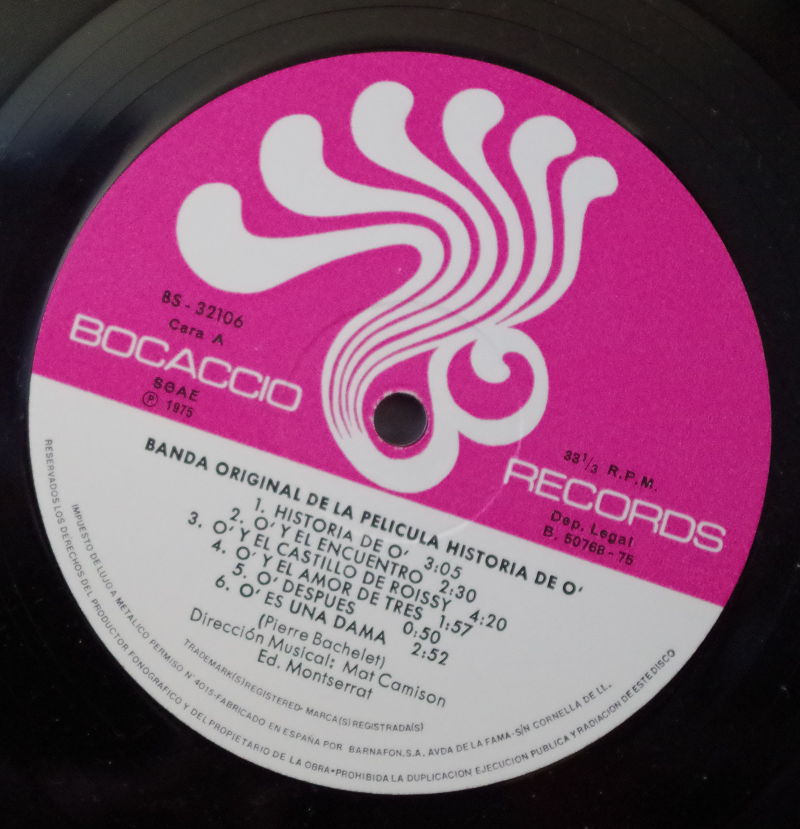 BS-32106
Cara A
BOCACCIO
SGAE
Ⓟ 1975
33 1/3 R.P.M.
RECORDS
Dep. Legal
B. 50768-75
BANDA ORIGINAL DE LA PELICULA HISTORIA DE O'
1. HISTORIA DE O' 3:05
2. O' Y EL ENCUENTRO 2:30
3. O' Y EL CASTILLO DE ROISSY 4:20
4. O' Y EL AMOR DE TRES 1:57
5. O' DESPUES 0:50
6. O' ES UNA DAMA 2:52
(Pierre Bachelet)
Dirección Musical: Mat Camison
Ed. Montserrat
TRADEMARK(S) REGISTERED- MARCA(S) REGISTRADA(S)
IMPUESTO DE LUJO A METALICO PERMISO N° 4015-FABRICADO EN ESPAÑA POR BARNAFON, S.A. AVDA DE LA FAMA-S/N CORNELLA DE LL.
RESERVADOS LOS DERECHOS DEL PRODUCTOR FONOGRAFICO Y DEL PROPIETARIO DE LA OBRA•PROHIBIDA LA DUPLICACION EJECUCION PUBLICA Y RADIACION DE ESTE DISCO